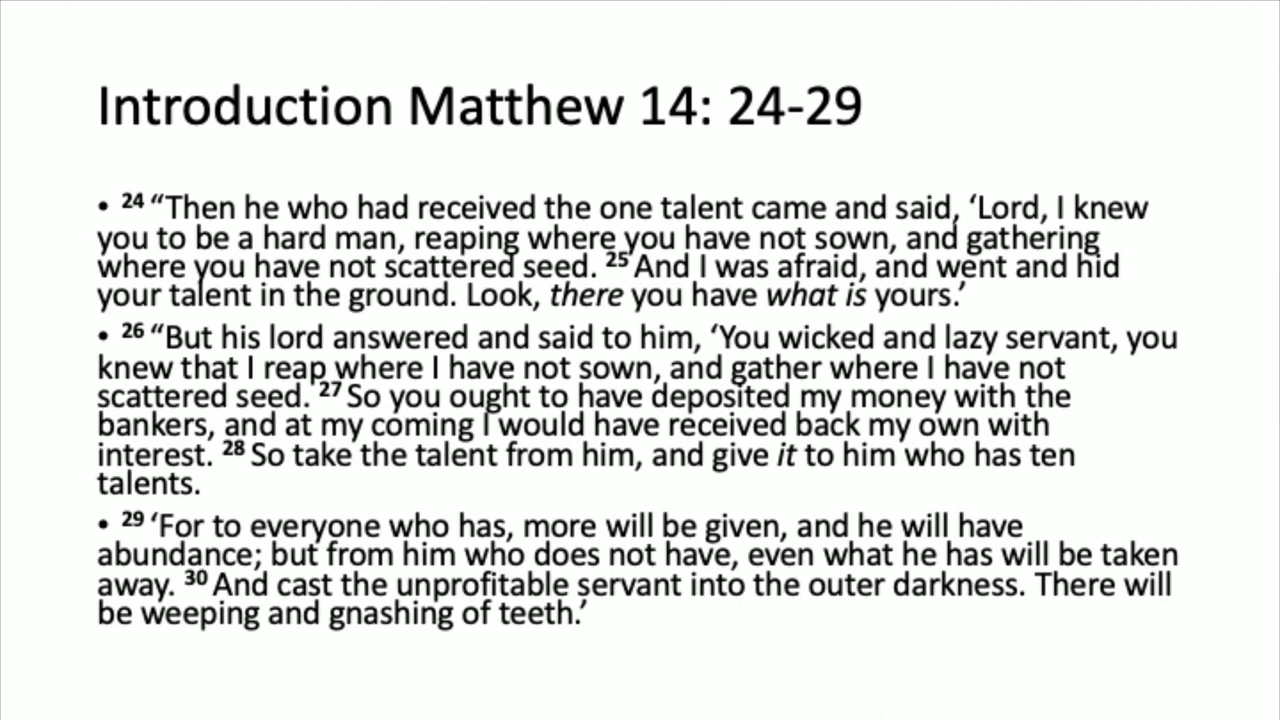 Introduction Matthew 14: 24-29
• 24 “Then he who had received the one talent came and said, ‘Lord, I knew
you to be a hard man, reaping where you have not sown, and gathering
where you have not scattered seed. 25 And I was afraid, and went and hid
your talent in the ground. Look, there you have what is yours.’
• 26 “But his lord answered and said to him, ‘You wicked and lazy servant, you
knew that I reap where I have not sown, and gather where I have not
scattered seed. 27 So you ought to have deposited my money with the
bankers, and at my coming I would have received back my own with
interest. 28 So take the talent from him, and give it to him who has ten
talents.
• 29 ‘For to everyone who has, more will be given, and he will have
abundance; but from him who does not have, even what he has will be taken
away. 30 And cast the unprofitable servant into the outer darkness. There will
be weeping and gnashing of teeth.’